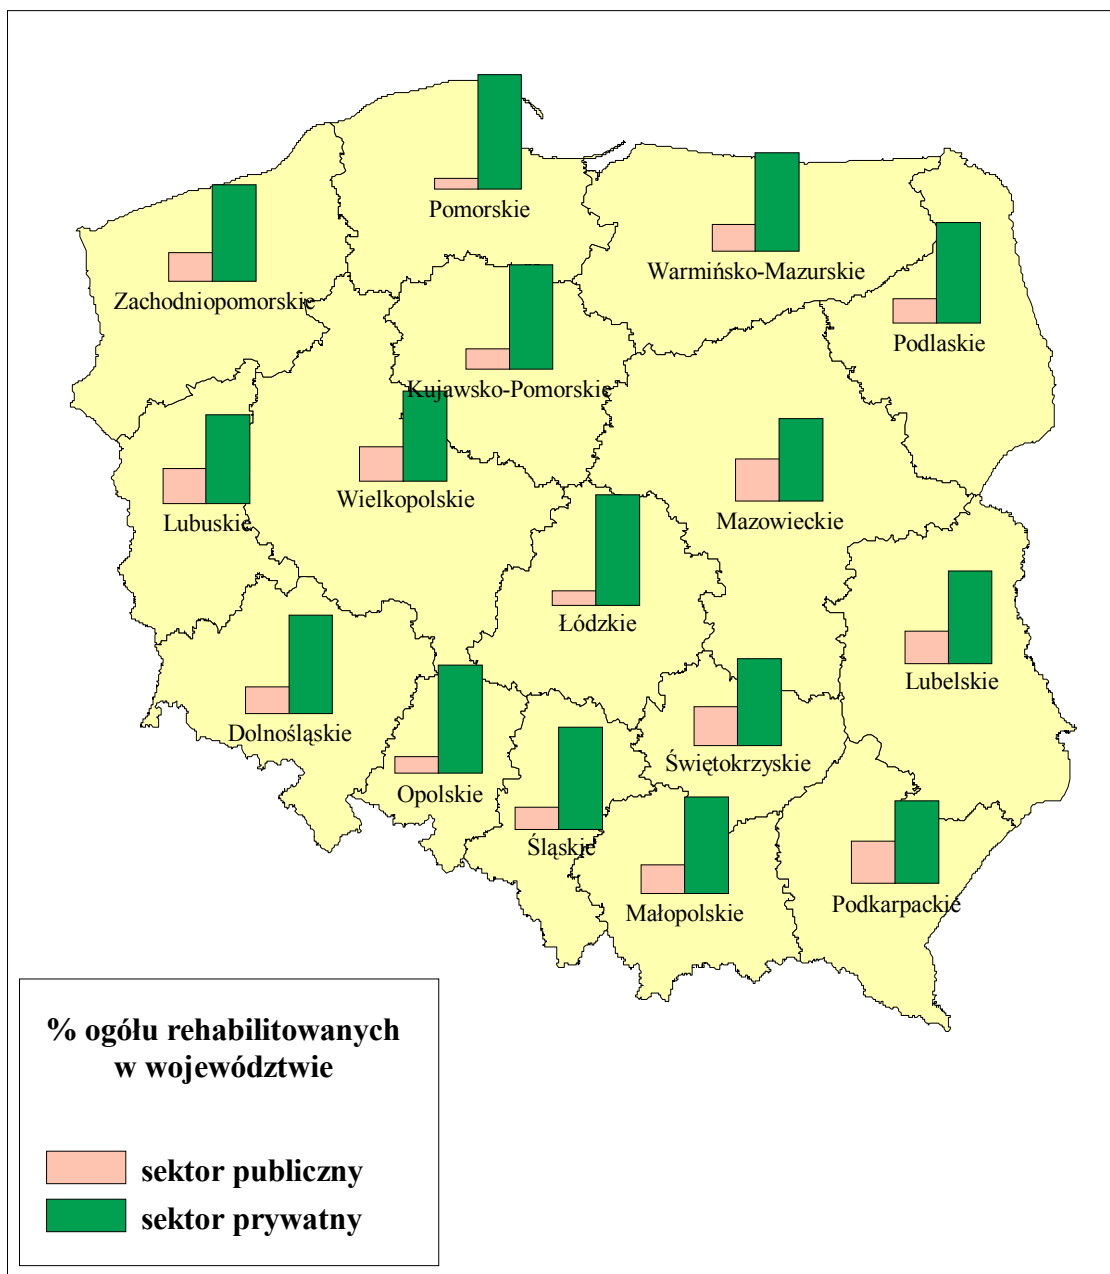 Pomorskie
Warmińsko-Mazurskie
Zachodniopomorskie
Podlaskie
Kujawsko-Pomorskie
Wielkopolskie
Lubuskie
Mazowieckie
Łódzkie
Lubelskie
Dolnośląskie
Świętokrzyskie
Opolskie
Śląskie
Małopolskie
Podkarpackie
% ogółu rehabilitowanych
w województwie
sektor publiczny
sektor prywatny